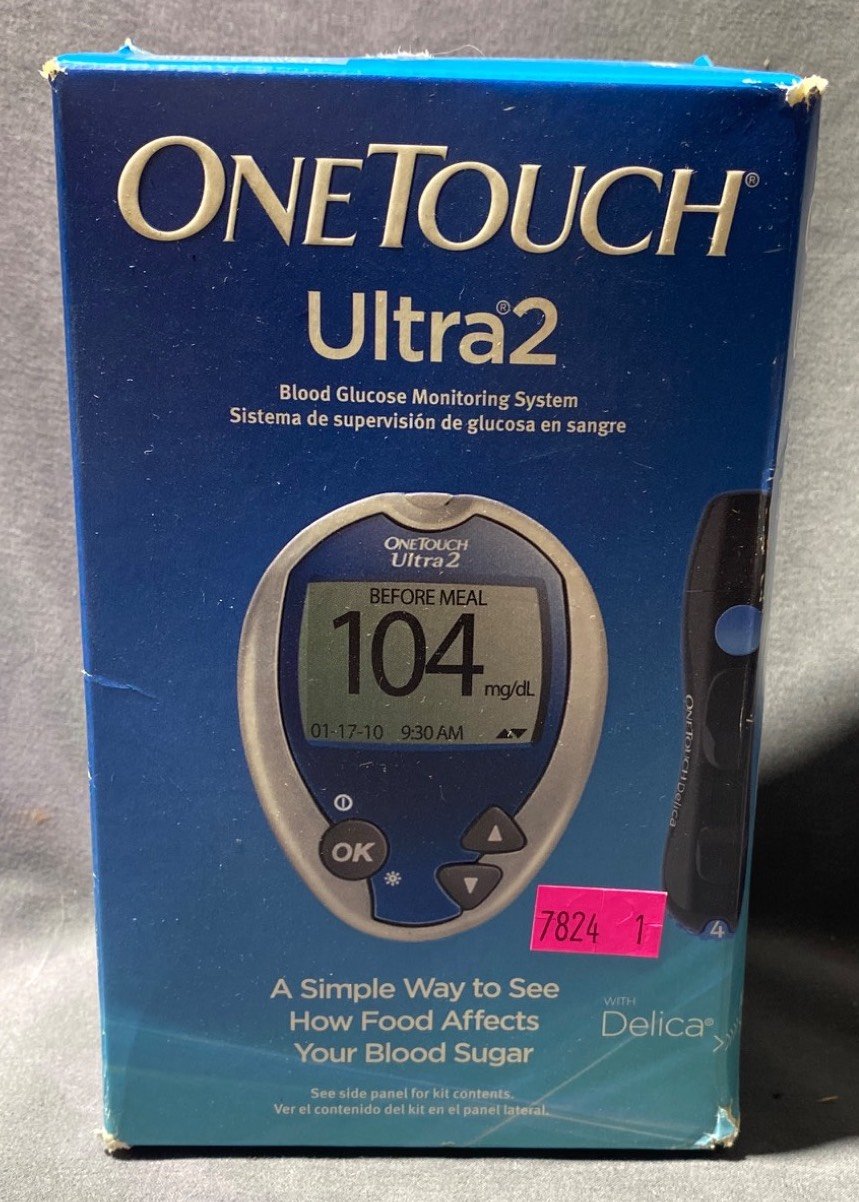 ONETOUCH®
Ultra®2
Blood Glucose Monitoring System
Sistema de supervisión de glucosa en sangre
ONETOUCH
Ultra2
BEFORE MEAL
104 mg/dL
01-17-10 9:30 AM
OK
ONETOUCH Delica
4
7824 1
A Simple Way to See
How Food Affects
Your Blood Sugar
WITH
Delica®
See side panel for kit contents.
Ver el contenido del kit en el panel lateral.